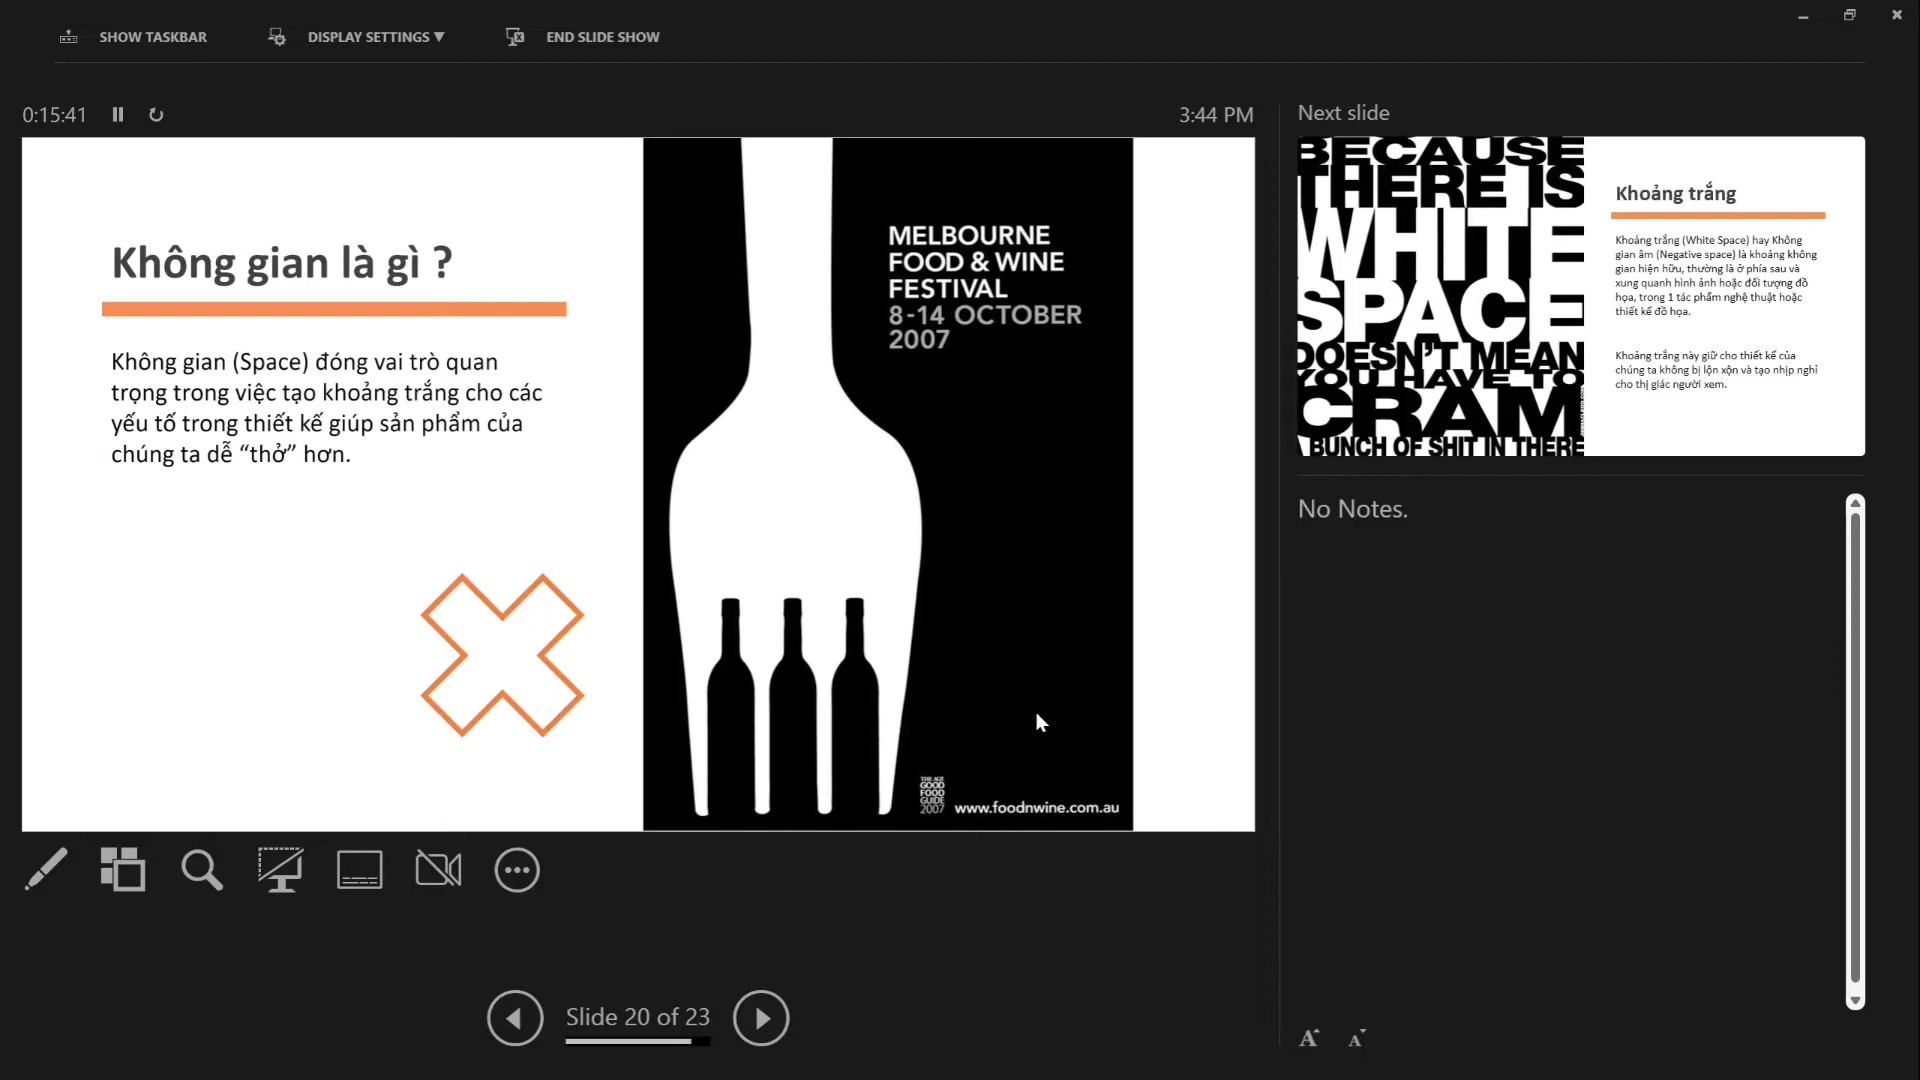 SHOW TASKBAR
DISPLAY SETTINGS ▼
END SLIDE SHOW
0:15:41
3:44 PM
Không gian là gì ?
Không gian (Space) đóng vai trò quan
trọng trong việc tạo khoảng trắng cho các
yếu tố trong thiết kế giúp sản phẩm của
chúng ta dễ “thở” hơn.
MELBOURNE
FOOD & WINE
FESTIVAL
8-14 OCTOBER
2007
THE AGE
GOOD
FOOD
GUIDE
2007
www.foodnwine.com.au
Next slide
BECAUSE
THERE IS
WHITE
SPACE
DOESN'T MEAN
YOU HAVE TO
CRAM
A BUNCH OF SHIT IN THERE
Khoảng trắng
Khoảng trắng (White Space) hay Không
gian âm (Negative space) là khoảng không
gian hiện hữu, thường là ở phía sau và
xung quanh hình ảnh hoặc đối tượng đồ
họa, trong 1 tác phẩm nghệ thuật hoặc
thiết kế đồ họa.
Khoảng trắng này giữ cho thiết kế của
chúng ta không bị lộn xộn và tạo nhịp nghỉ
cho thị giác người xem.
No Notes.
Slide 20 of 23
A A